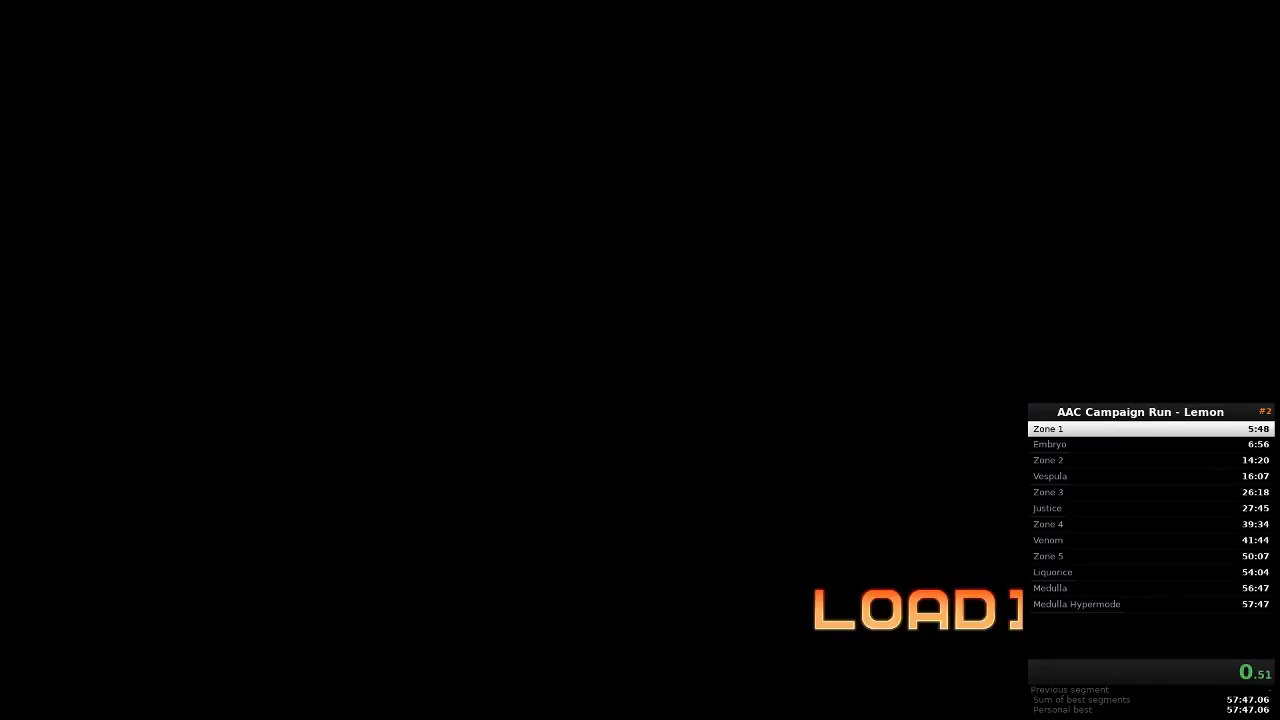 LOADI
AAC Campaign Run - Lemon #2
Zone 1 5:48
Embryo 6:56
Zone 2 14:20
Vespula 16:07
Zone 3 26:18
Justice 27:45
Zone 4 39:34
Venom 41:44
Zone 5 50:07
Liquorice 54:04
Medulla 56:47
Medulla Hypermode 57:47
0.51
Previous segment -
Sum of best segments 57:47.06
Personal best 57:47.06